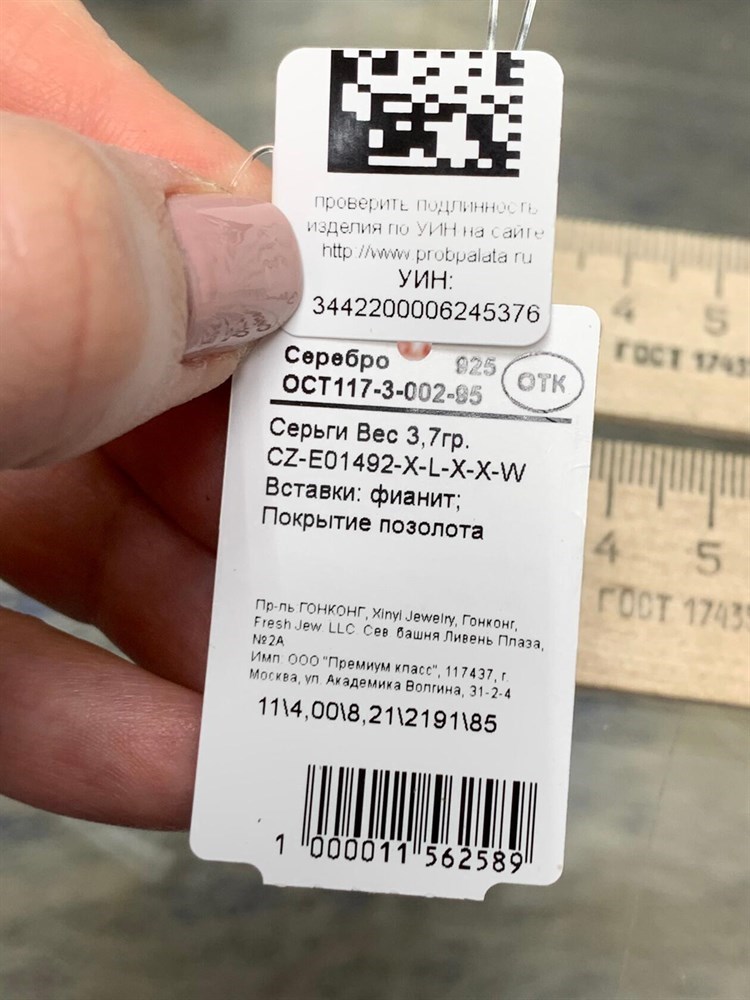 проверить подлинность
изделия по УИН на сайте
http://www.probpalata.ru
УИН:
3442200006245376
Серебро 925
ОСТ117-3-002-95
ОТК
Серьги Вес 3,7гр.
CZ-E01492-X-L-X-X-W
Вставки: фианит;
Покрытие позолота
Пр-ль:ГОНКОНГ, Xinyi Jewelry, Гонконг,
Fresh Jew. LLC. Сев. башня Ливень Плаза,
№2А
Имп: ООО "Премиум класс", 117437, г.
Москва, ул. Академика Волгина, 31-2-4
11\4,00\8,21\2191\85
1 000011 562589
4 5
ГОСТ 1743
4 5
ГОСТ 17435